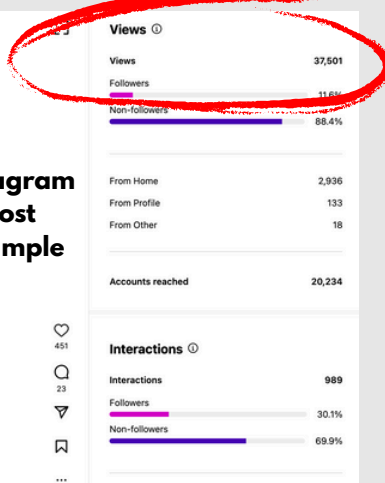 Views ⓘ
Views 37,501
Followers
11.6%
Non-followers
88.4%
agram
ost
mple
From Home 2,936
From Profile 133
From Other 18
Accounts reached 20,234
451
23
Interactions ⓘ
Interactions 989
Followers
30.1%
Non-followers
69.9%